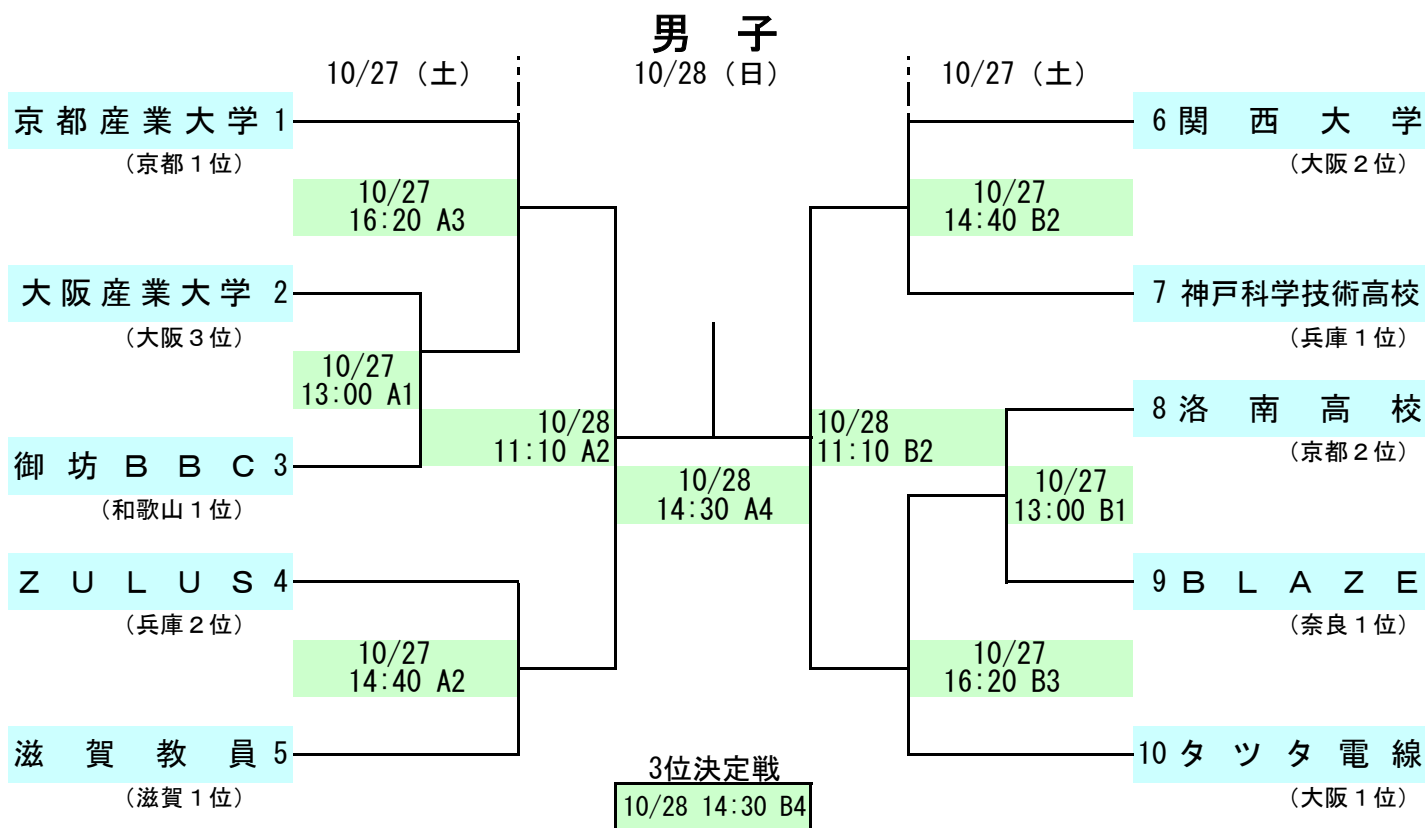 男 子
10/27（土）
10/28（日）
10/27（土）
京都産業大学 1
（京都１位）
10/27
16:20 A3
大阪産業大学 2
（大阪３位）
10/27
13:00 A1
御坊ＢＢＣ 3
（和歌山１位）
10/28
11:10 A2
ＺＵＬＵＳ 4
（兵庫２位）
10/27
14:40 A2
滋賀教員 5
（滋賀１位）
10/28
14:30 A4
3位決定戦
10/28 14:30 B4
6 関西大学
（大阪２位）
10/27
14:40 B2
7 神戸科学技術高校
（兵庫１位）
8 洛南高校
（京都２位）
10/28
11:10 B2
10/27
13:00 B1
9 ＢＬＡＺＥ
（奈良１位）
10/27
16:20 B3
10 タツタ電線
（大阪１位）